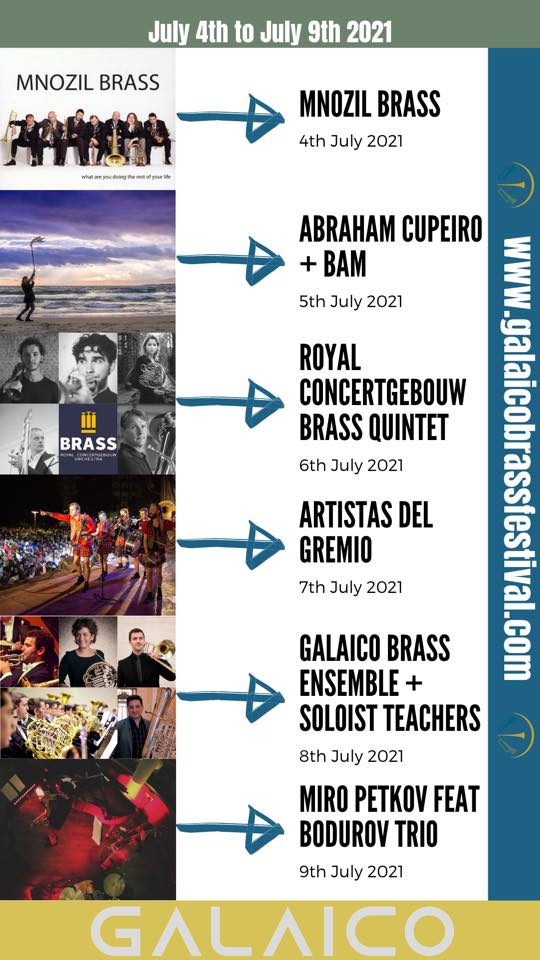 July 4th to July 9th 2021
MNOZIL BRASS
what are you doing the rest of your life
MNOZIL BRASS
4th July 2021
ABRAHAM CUPEIRO
+ BAM
5th July 2021
BRASS
ROYAL CONCERTGEBOUW
ORCHESTRA
ROYAL
CONCERTGEBOUW
BRASS QUINTET
6th July 2021
ARTISTAS DEL
GREMIO
7th July 2021
GALAICO BRASS
ENSEMBLE +
SOLOIST TEACHERS
8th July 2021
MIRO PETKOV FEAT
BODUROV TRIO
9th July 2021
www.galaicobrassfestival.com
GALAICO